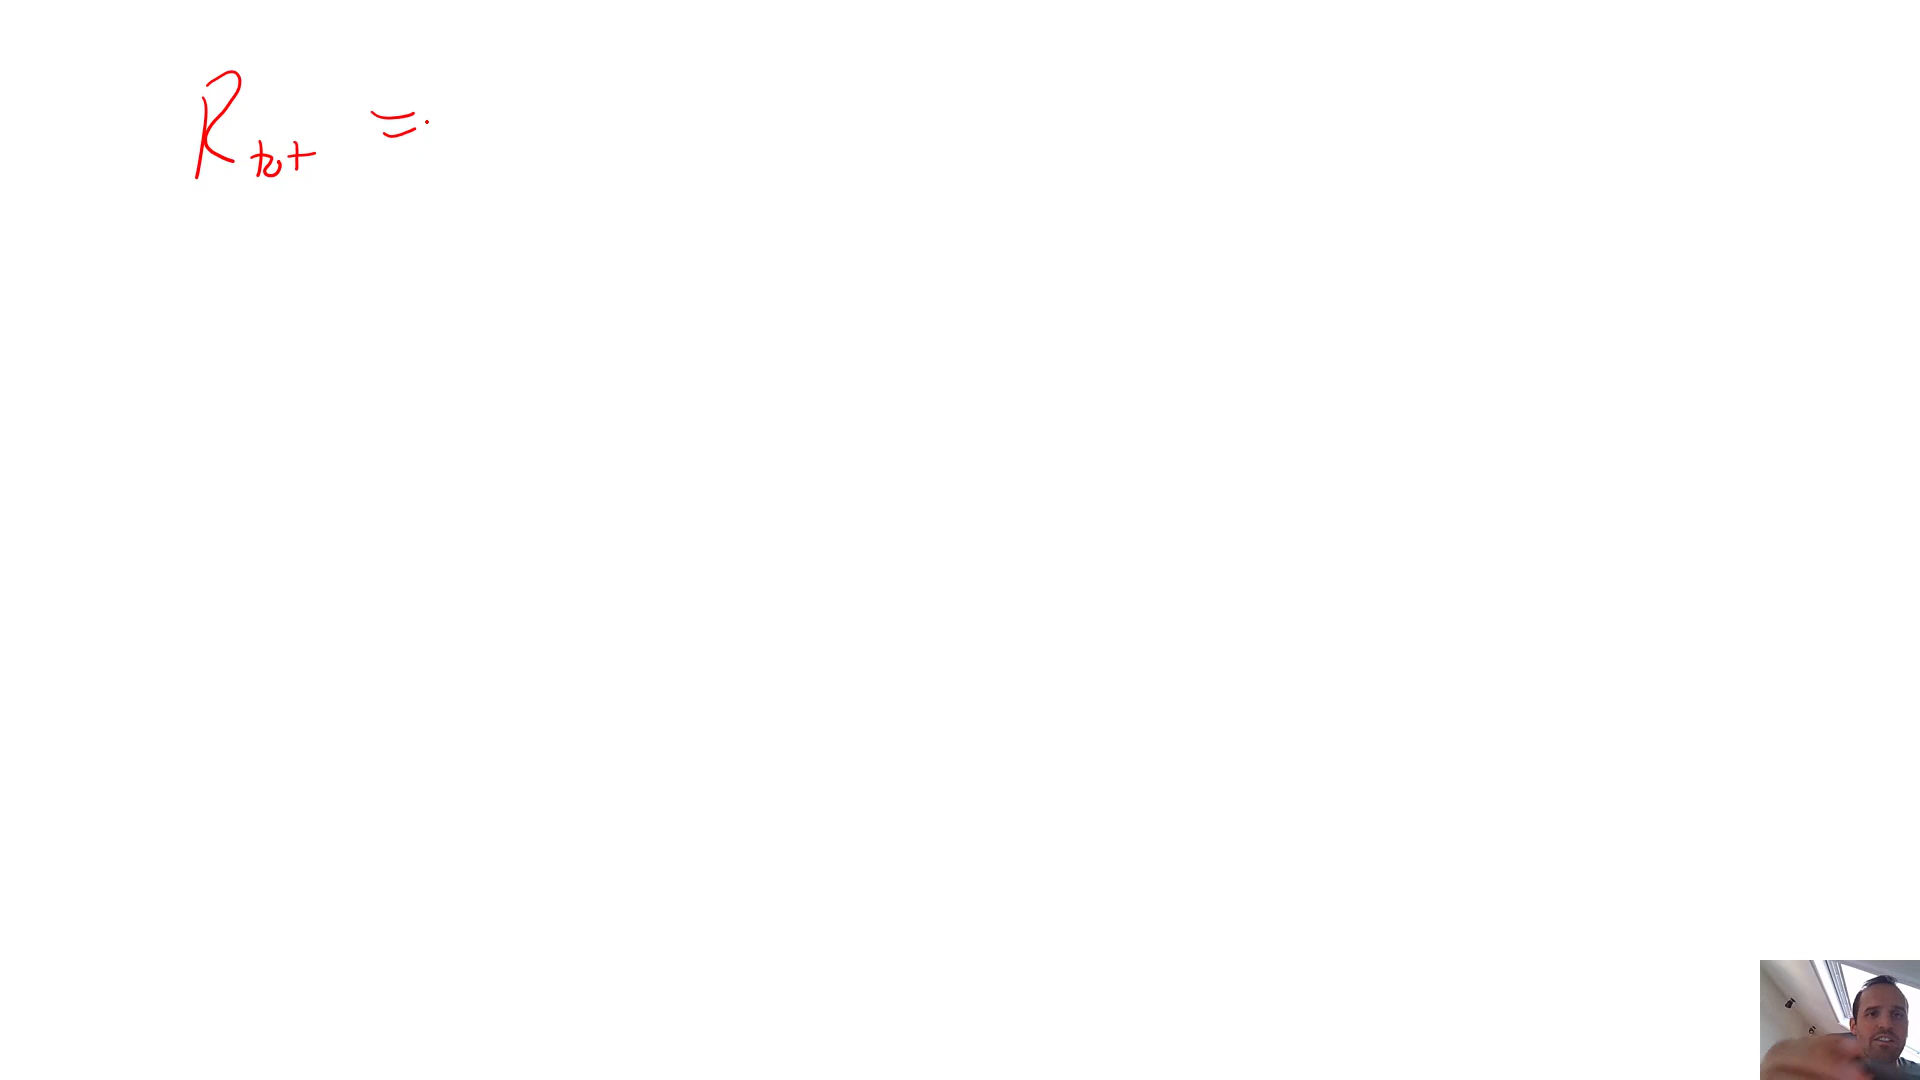 R_tot =